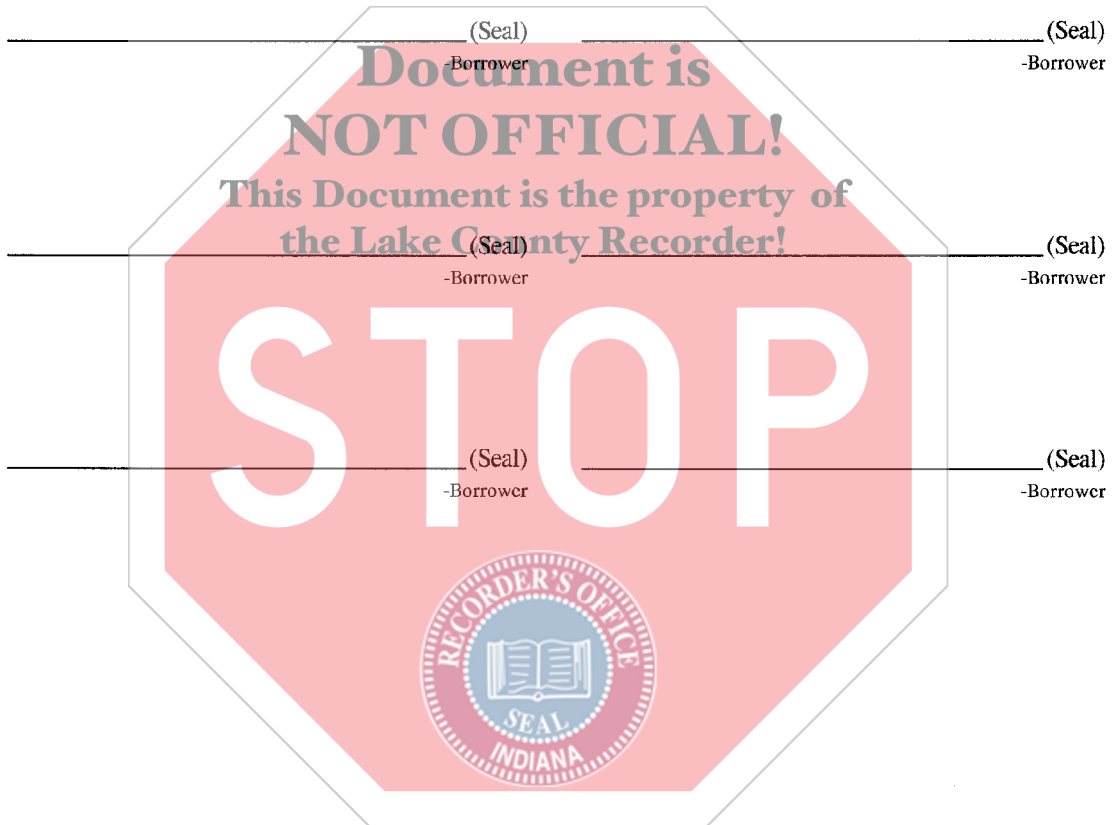 (Seal) (Seal)
-Borrower -Borrower
Document is
NOT OFFICIAL!
This Document is the property of
the Lake County Recorder!
(Seal) (Seal)
-Borrower -Borrower
STOP
(Seal) (Seal)
-Borrower -Borrower
RECORDER'S OFFICE
SEAL
INDIANA